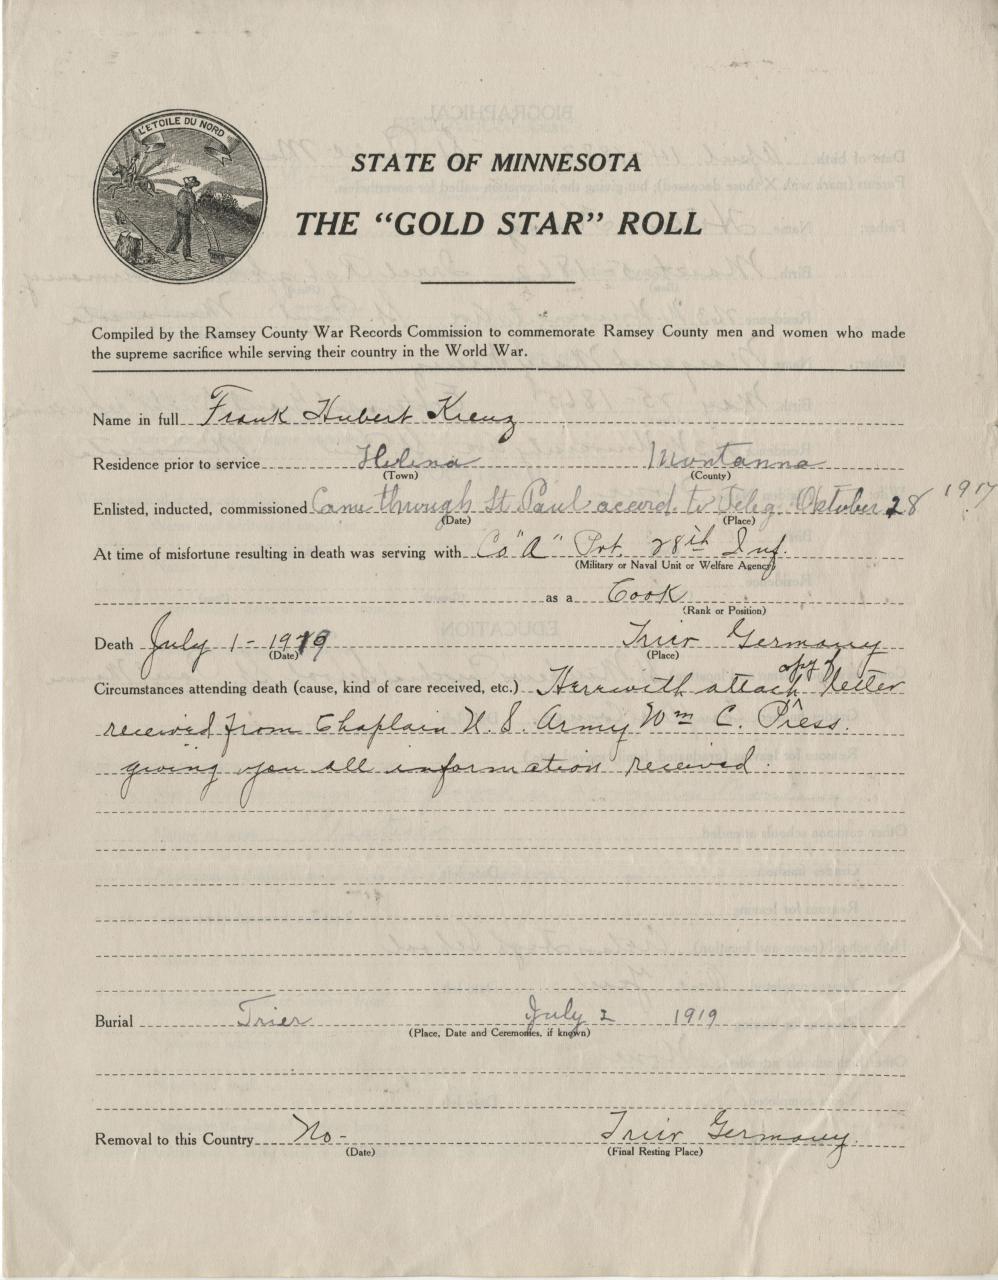 L'ETOILE DU NORD
STATE OF MINNESOTA
THE “GOLD STAR” ROLL
Compiled by the Ramsey County War Records Commission to commemorate Ramsey County men and women who made
the supreme sacrifice while serving their country in the World War.
Name in full Frank Hubert Kreuz
Residence prior to service Helena Montanna
(Town) (County)
Enlisted, inducted, commissioned Came through St Paul accord. to Teleg. Oktober 28 1917
(Date) (Place)
At time of misfortune resulting in death was serving with Co "A" Prt. 28th Inf.
(Military or Naval Unit or Welfare Agency)
as a Cook
(Rank or Position)
Death July 1 - 1919 Trier Germany
(Date) (Place)
Circumstances attending death (cause, kind of care received, etc.) Herewith attach copy of letter
received from Chaplain U. S. Army Wm C. Press.
giving you all information received.
Burial Trier July 2 1919
(Place, Date and Ceremonies, if known)
Removal to this Country No - Trier Germany.
(Date) (Final Resting Place)